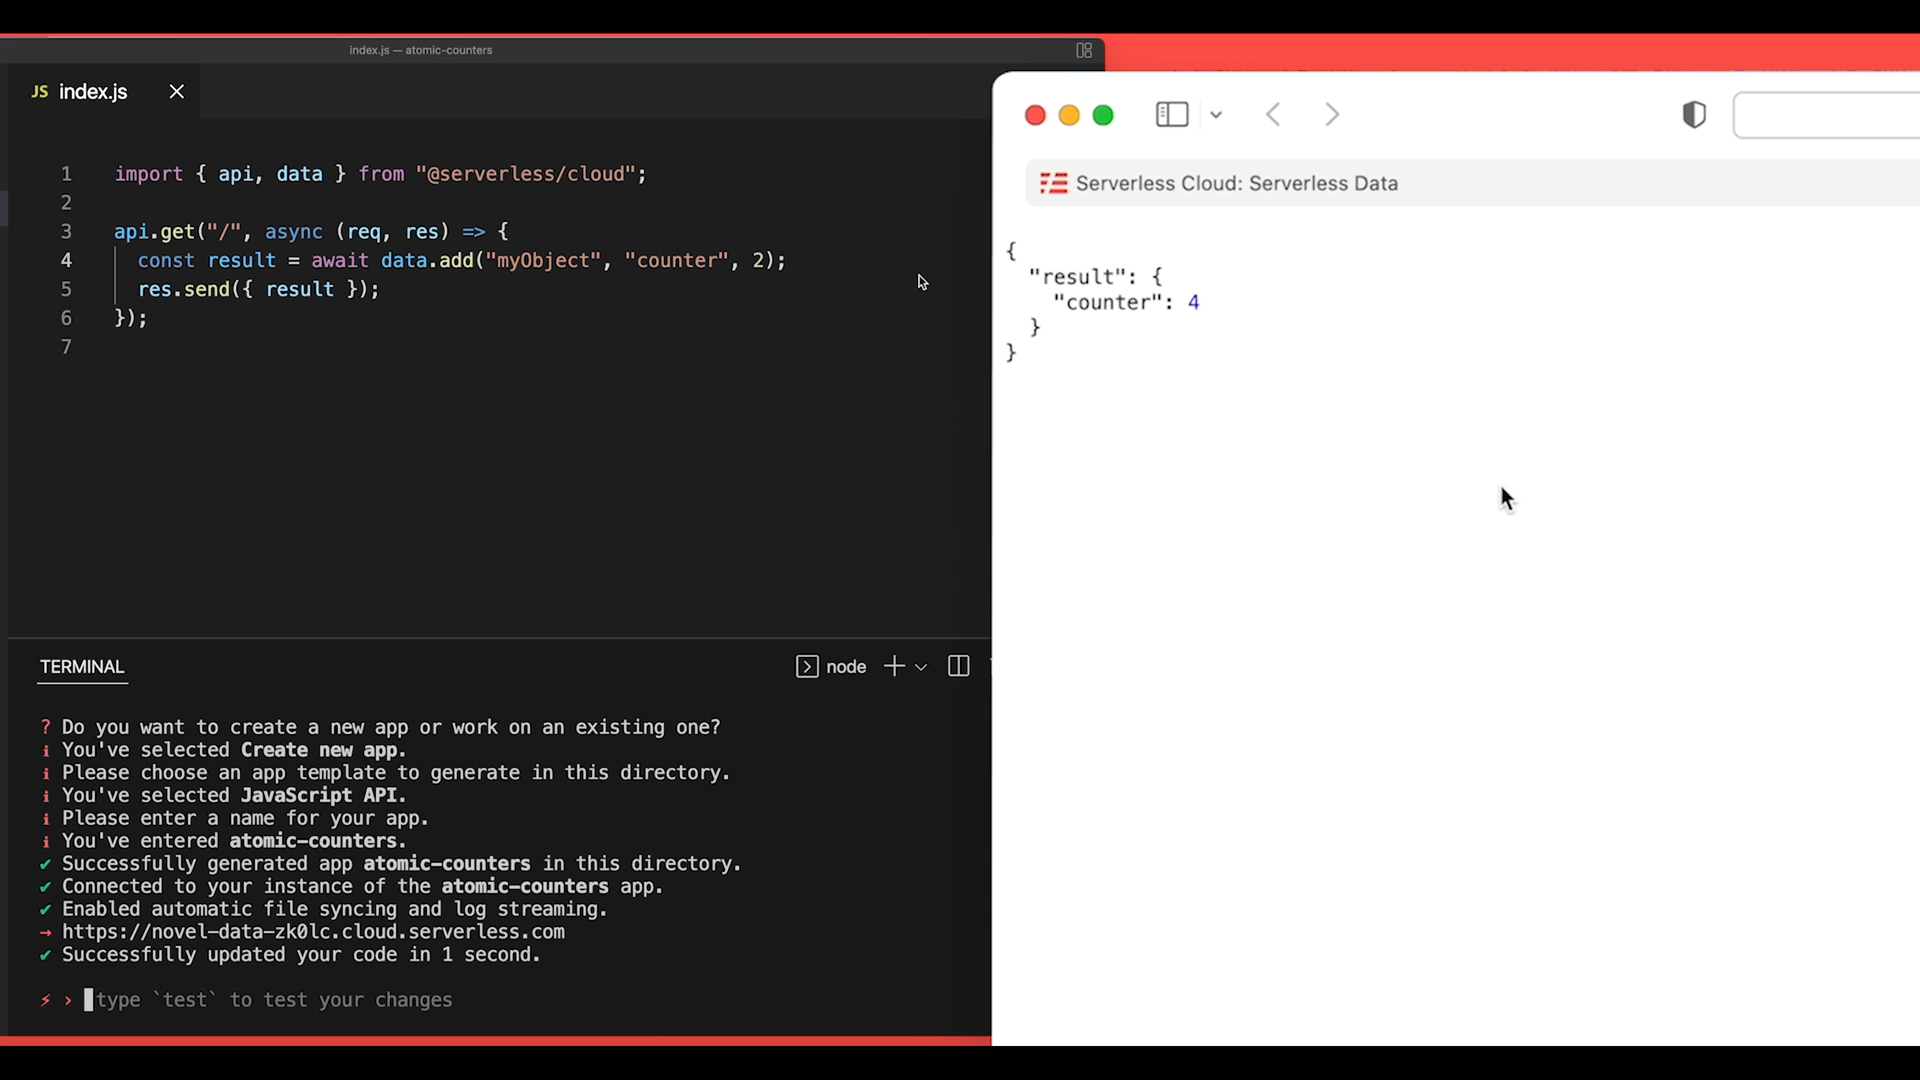 index.js — atomic-counters
JS index.js
1 import { api, data } from "@serverless/cloud";
2
3 api.get("/", async (req, res) => {
4 const result = await data.add("myObject", "counter", 2);
5 res.send({ result });
6 });
7
TERMINAL
node
? Do you want to create a new app or work on an existing one?
i You've selected Create new app.
i Please choose an app template to generate in this directory.
i You've selected JavaScript API.
i Please enter a name for your app.
i You've entered atomic-counters.
✔ Successfully generated app atomic-counters in this directory.
✔ Connected to your instance of the atomic-counters app.
✔ Enabled automatic file syncing and log streaming.
→ https://novel-data-zk0lc.cloud.serverless.com
✔ Successfully updated your code in 1 second.
⚡ › type `test` to test your changes
Serverless Cloud: Serverless Data
{
"result": {
"counter": 4
}
}